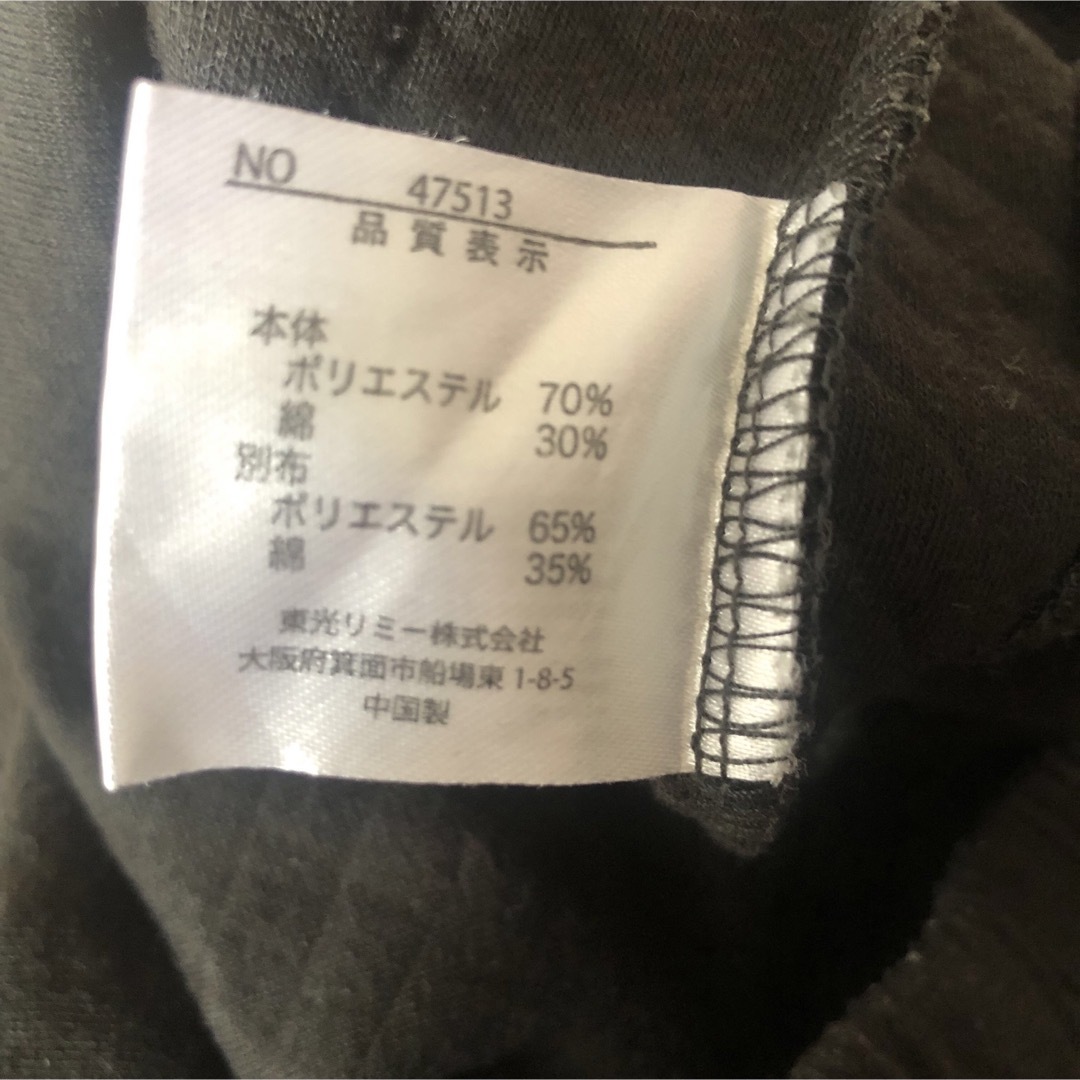 NO 47513
品質表示
本体
ポリエステル 70%
綿 30%
別布
ポリエステル 65%
綿 35%
東光リミー株式会社
大阪府箕面市船場東 1-8-5
中国製